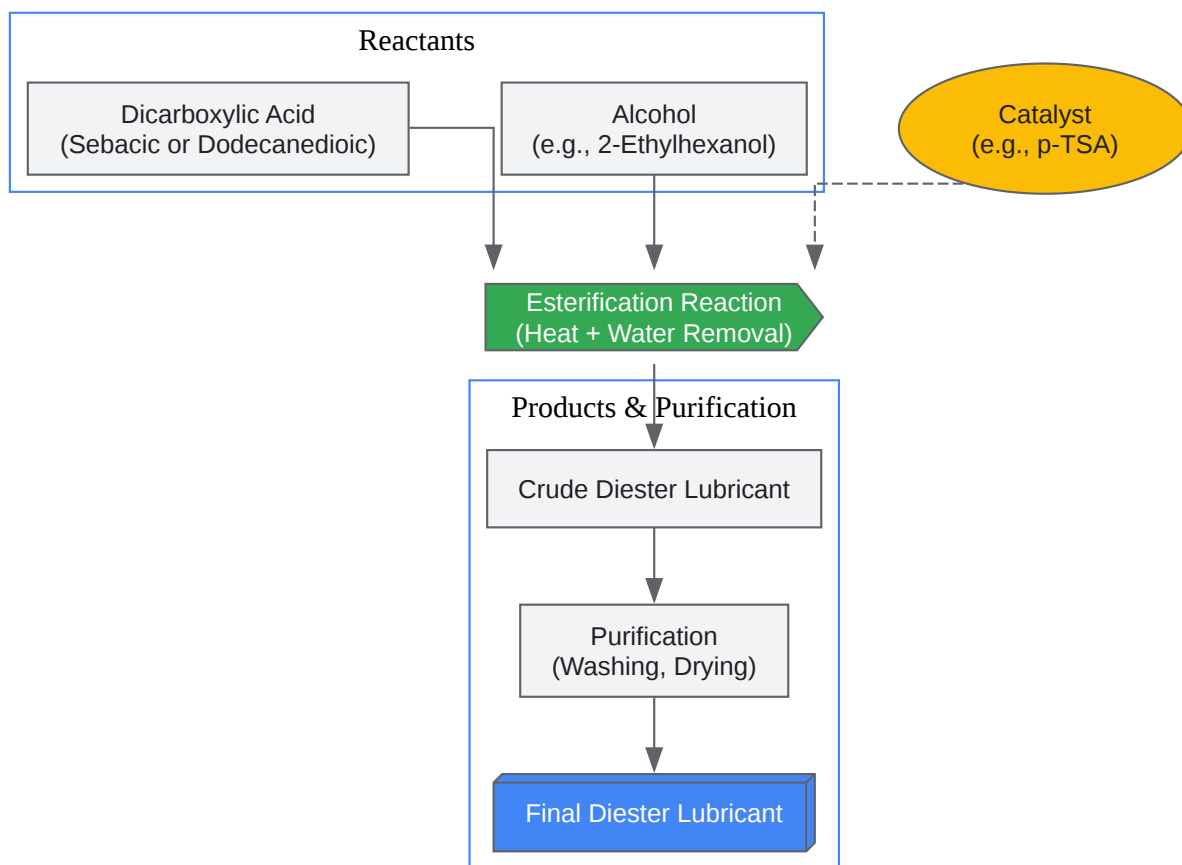 Reactants
Dicarboxylic Acid
(Sebacic or Dodecanedioic)
Alcohol
(e.g., 2-Ethylhexanol)
Catalyst
(e.g., p-TSA)
Esterification Reaction
(Heat + Water Removal)
Products & Purification
Crude Diester Lubricant
Purification
(Washing, Drying)
Final Diester Lubricant